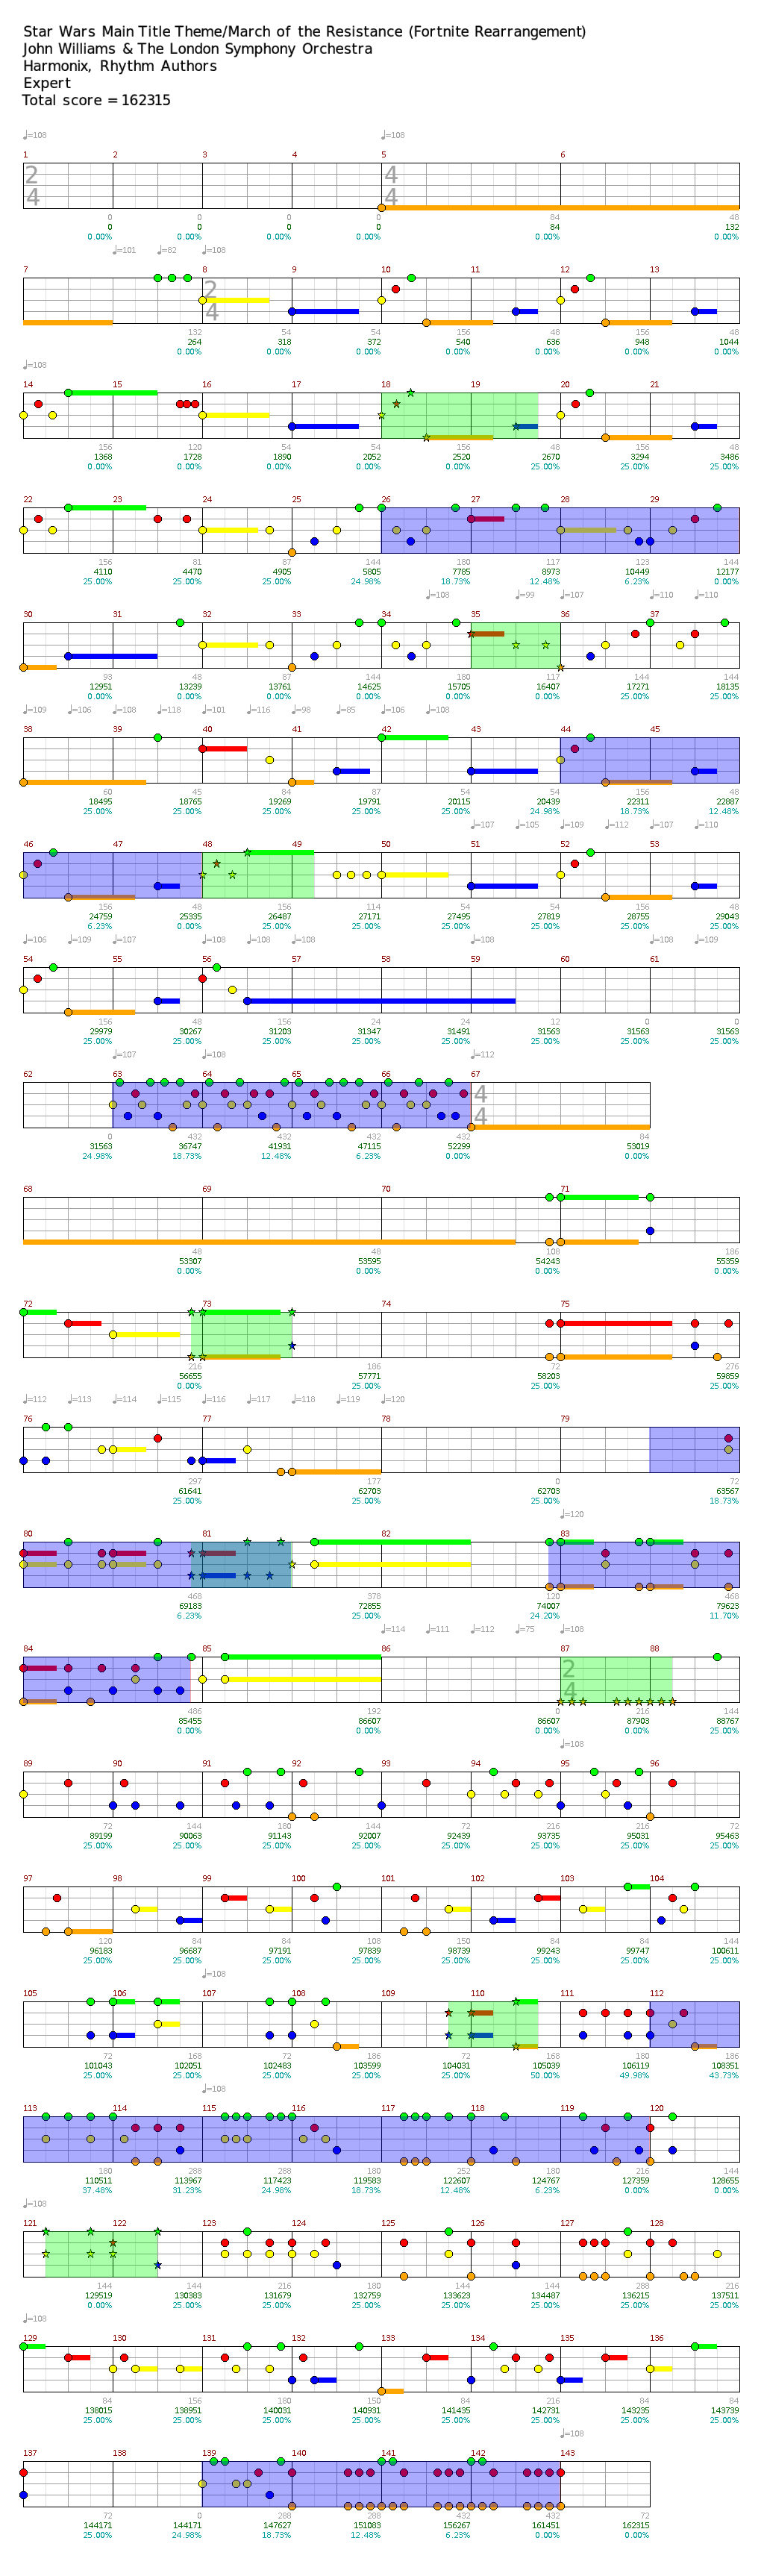 Star Wars Main Title Theme/March of the Resistance (Fortnite Rearrangement)
John Williams & The London Symphony Orchestra
Harmonix, Rhythm Authors
Expert
Total score = 162315
♩=108 ♩=108
1 2 3 4 5 6
2 4
4 4
0 0 0 0 84 48
0 0 0 0 84 132
0.00% 0.00% 0.00% 0.00% 0.00% 0.00%
♩=101 ♩=82 ♩=108
7 8 9 10 11 12 13
2
4
132 54 54 156 48 156 48
264 318 372 540 636 948 1044
0.00% 0.00% 0.00% 0.00% 0.00% 0.00% 0.00%
♩=108
14 15 16 17 18 19 20 21
156 120 54 54 156 48 156 48
1368 1728 1890 2052 2520 2670 3294 3486
0.00% 0.00% 0.00% 0.00% 0.00% 25.00% 25.00% 25.00%
22 23 24 25 26 27 28 29
156 81 87 144 180 117 123 144
4110 4470 4905 5805 7785 8973 10449 12177
25.00% 25.00% 25.00% 24.98% 18.73% 12.48% 6.23% 0.00%
♩=108 ♩=99 ♩=107 ♩=110 ♩=110
30 31 32 33 34 35 36 37
93 48 87 144 180 117 144 144
12951 13239 13761 14625 15705 16407 17271 18135
0.00% 0.00% 0.00% 0.00% 0.00% 0.00% 25.00% 25.00%
♩=109 ♩=106 ♩=108 ♩=118 ♩=101 ♩=116 ♩=98 ♩=85 ♩=106 ♩=108
38 39 40 41 42 43 44 45
60 45 84 87 54 54 156 48
18495 18765 19269 19791 20115 20439 22311 22887
25.00% 25.00% 25.00% 25.00% 25.00% 24.98% 18.73% 12.48%
♩=107 ♩=105 ♩=109 ♩=112 ♩=107 ♩=110
46 47 48 49 50 51 52 53
156 48 156 114 54 54 156 48
24759 25335 26487 27171 27495 27819 28755 29043
6.23% 0.00% 25.00% 25.00% 25.00% 25.00% 25.00% 25.00%
♩=106 ♩=109 ♩=107 ♩=108 ♩=108 ♩=108 ♩=108 ♩=108 ♩=109
54 55 56 57 58 59 60 61
156 48 156 24 24 12 0 0
29979 30267 31203 31347 31491 31563 31563 31563
25.00% 25.00% 25.00% 25.00% 25.00% 25.00% 25.00% 25.00%
♩=107 ♩=108 ♩=112
62 63 64 65 66 67
4
4
0 432 432 432 432 84
31563 36747 41931 47115 52299 53019
24.98% 18.73% 12.48% 6.23% 0.00% 0.00%
68 69 70 71
48 48 108 186
53307 53595 54243 55359
0.00% 0.00% 0.00% 0.00%
72 73 74 75
216 186 72 276
56655 57771 58203 59859
0.00% 25.00% 25.00% 25.00%
♩=112 ♩=113 ♩=114 ♩=115 ♩=116 ♩=117 ♩=118 ♩=119 ♩=120
76 77 78 79
297 177 0 72
61641 62703 62703 63567
25.00% 25.00% 25.00% 18.73%
♩=120
80 81 82 83
468 378 120 468
69183 72855 74007 79623
6.23% 25.00% 24.20% 11.70%
♩=114 ♩=111 ♩=112 ♩=75 ♩=108
84 85 86 87 88
2
4
486 192 0 216 144
85455 86607 86607 87903 88767
0.00% 0.00% 0.00% 0.00% 25.00%
♩=108
89 90 91 92 93 94 95 96
72 144 180 144 72 216 216 72
89199 90063 91143 92007 92439 93735 95031 95463
25.00% 25.00% 25.00% 25.00% 25.00% 25.00% 25.00% 25.00%
97 98 99 100 101 102 103 104
120 84 84 108 150 84 84 144
96183 96687 97191 97839 98739 99243 99747 100611
25.00% 25.00% 25.00% 25.00% 25.00% 25.00% 25.00% 25.00%
♩=108
105 106 107 108 109 110 111 112
72 168 72 84 72 168 180 186
101043 102051 102483 103599 104031 105039 106119 108351
25.00% 25.00% 25.00% 25.00% 25.00% 50.00% 49.98% 43.73%
♩=108
113 114 115 116 117 118 119 120
180 288 288 180 252 180 216 144
110511 113967 117423 119583 122607 124767 127359 128655
37.48% 31.23% 24.98% 18.73% 12.48% 6.23% 0.00% 0.00%
♩=108
121 122 123 124 125 126 127 128
144 144 216 180 144 144 288 216
129519 130383 131679 132759 133623 134487 136215 137511
0.00% 25.00% 25.00% 25.00% 25.00% 25.00% 25.00% 25.00%
♩=108
129 130 131 132 133 134 135 136
84 156 180 150 84 216 84 84
138015 138951 140031 140931 141435 142731 143235 143739
25.00% 25.00% 25.00% 25.00% 25.00% 25.00% 25.00% 25.00%
♩=108
137 138 139 140 141 142 143
72 0 288 288 432 432 72
144171 144171 147627 151083 156267 161451 162315
25.00% 24.98% 18.73% 12.48% 6.23% 0.00% 0.00%